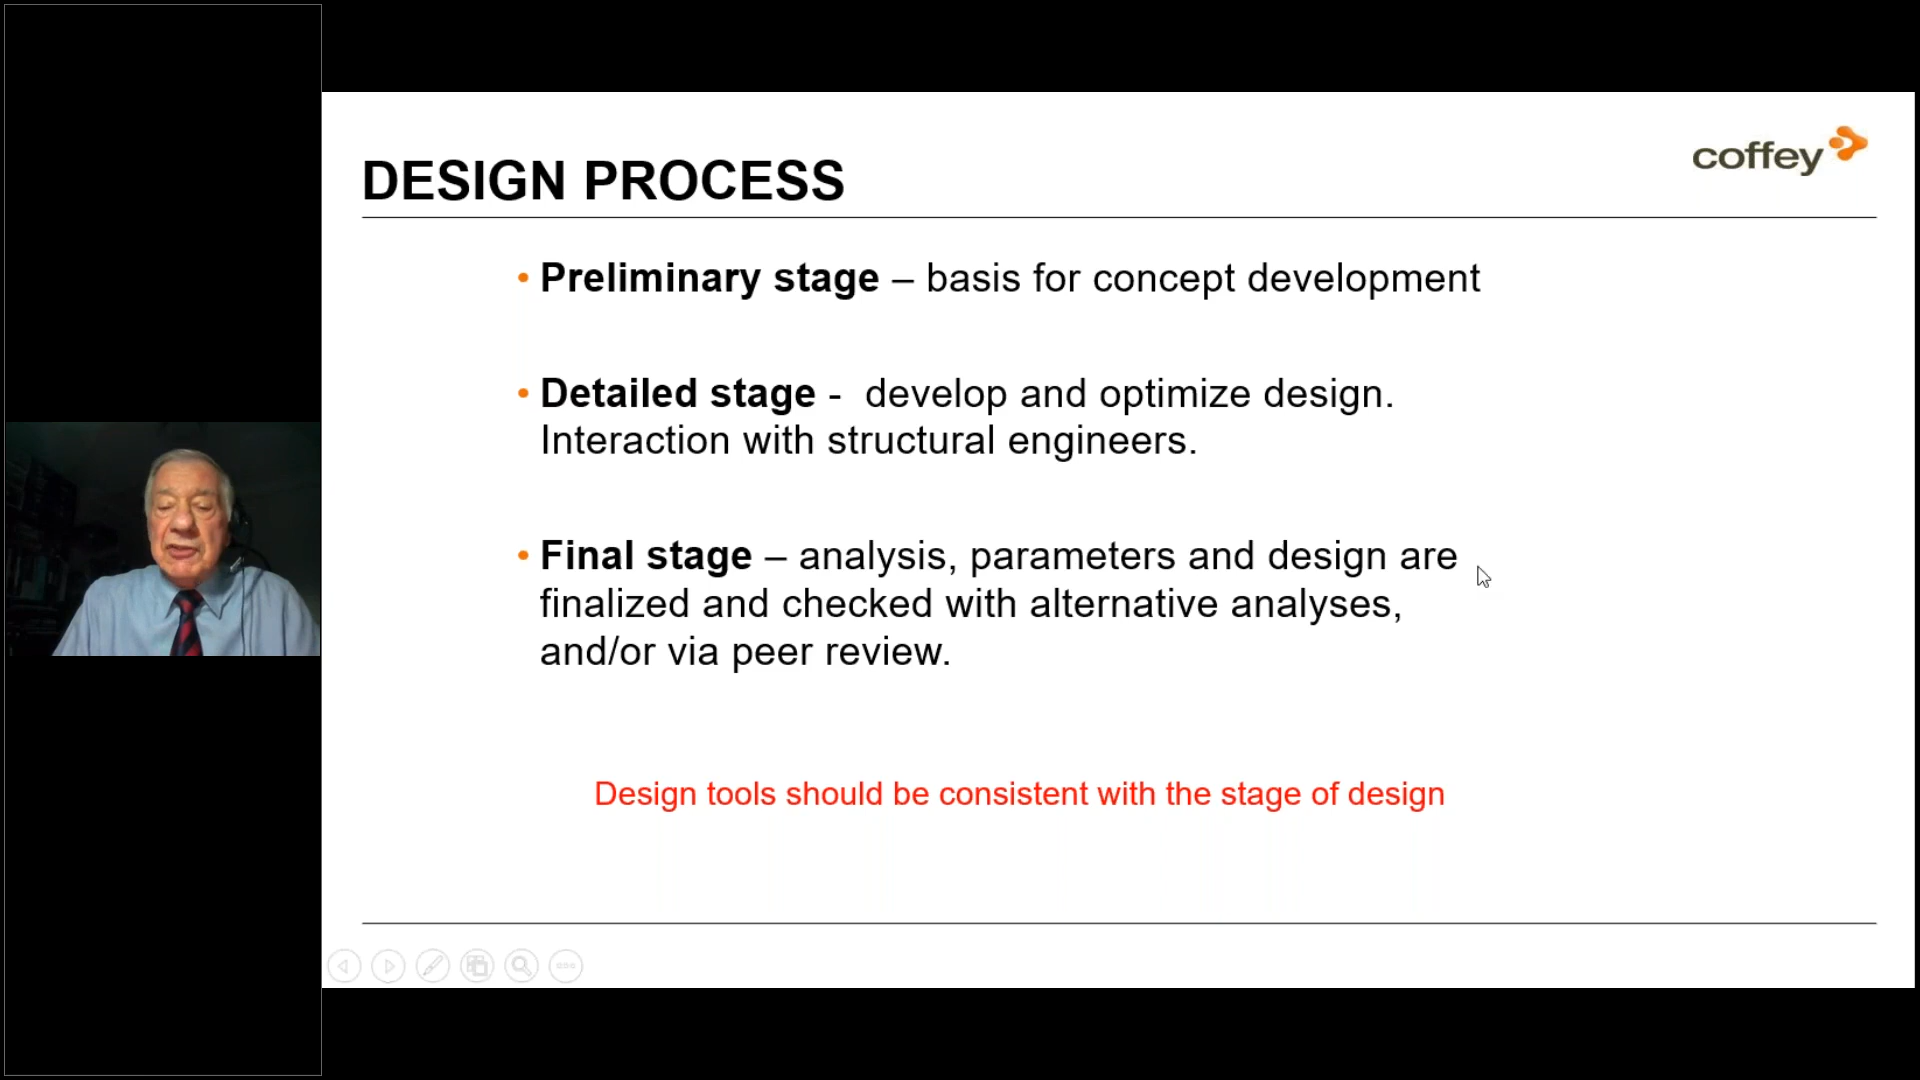 DESIGN PROCESS
coffey
• Preliminary stage – basis for concept development
• Detailed stage -  develop and optimize design.
Interaction with structural engineers.
• Final stage – analysis, parameters and design are
finalized and checked with alternative analyses,
and/or via peer review.
Design tools should be consistent with the stage of design